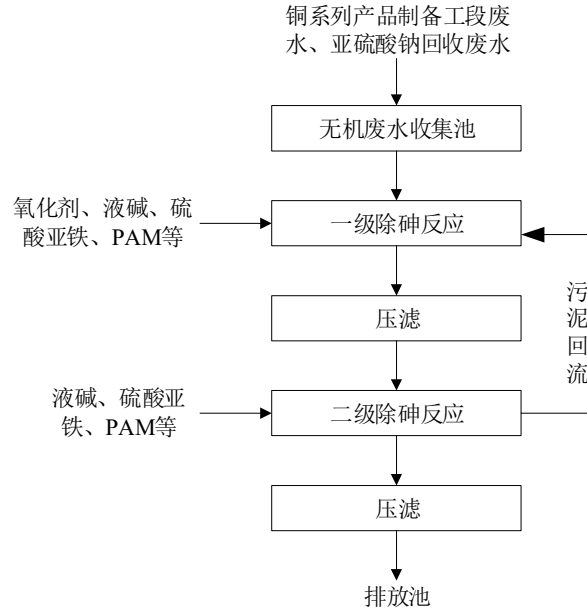 铜系列产品制备工段废
水、亚硫酸钠回收废水
无机废水收集池
氧化剂、液碱、硫
酸亚铁、PAM等
一级除砷反应
压滤
污
泥
回
流
液碱、硫酸亚
铁、PAM等
二级除砷反应
压滤
排放池